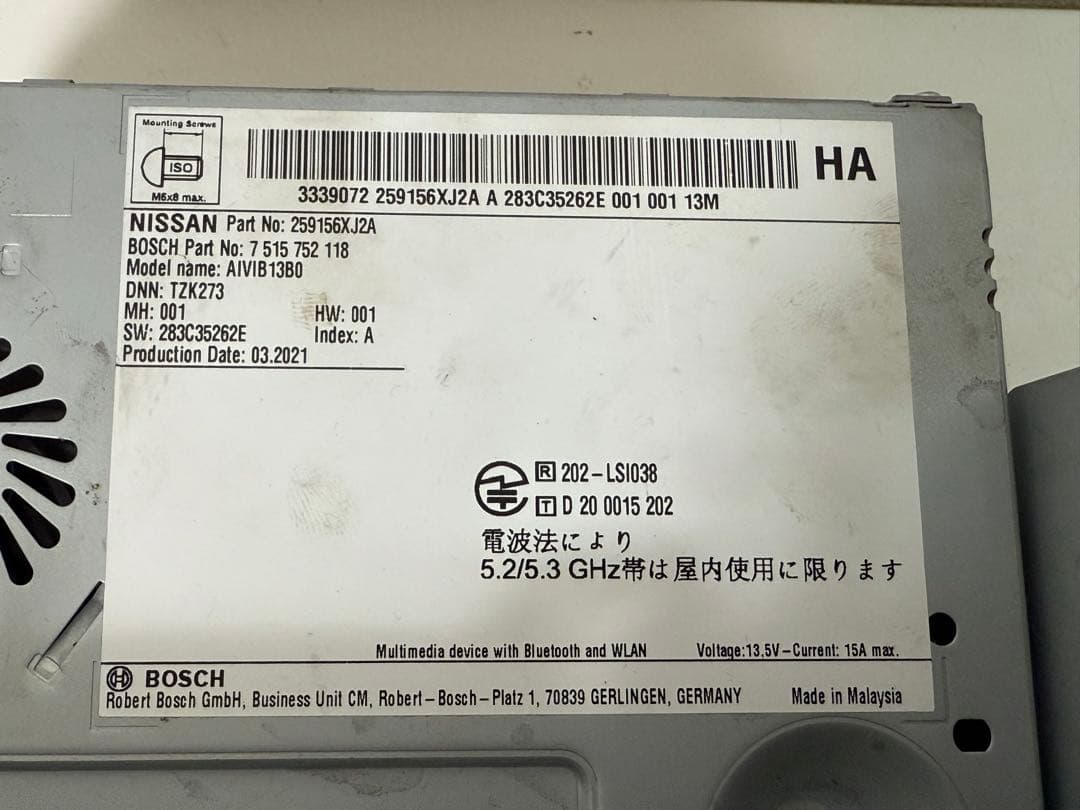 Mounting Screws
ISO
M6x8 max.
HA
3339072 259156XJ2A A 283C35262E 001 001 13M
NISSAN Part No: 259156XJ2A
BOSCH Part No: 7 515 752 118
Model name: AIVIB13B0
DNN: TZK273
MH: 001 HW: 001
SW: 283C35262E Index: A
Production Date: 03.2021
R 202-LSI038
T D 20 0015 202
電波法により
5.2/5.3 GHz帯は屋内使用に限ります
Multimedia device with Bluetooth and WLAN Voltage:13,5V-Current: 15A max.
BOSCH
Robert Bosch GmbH, Business Unit CM, Robert-Bosch-Platz 1, 70839 GERLINGEN, GERMANY Made in Malaysia